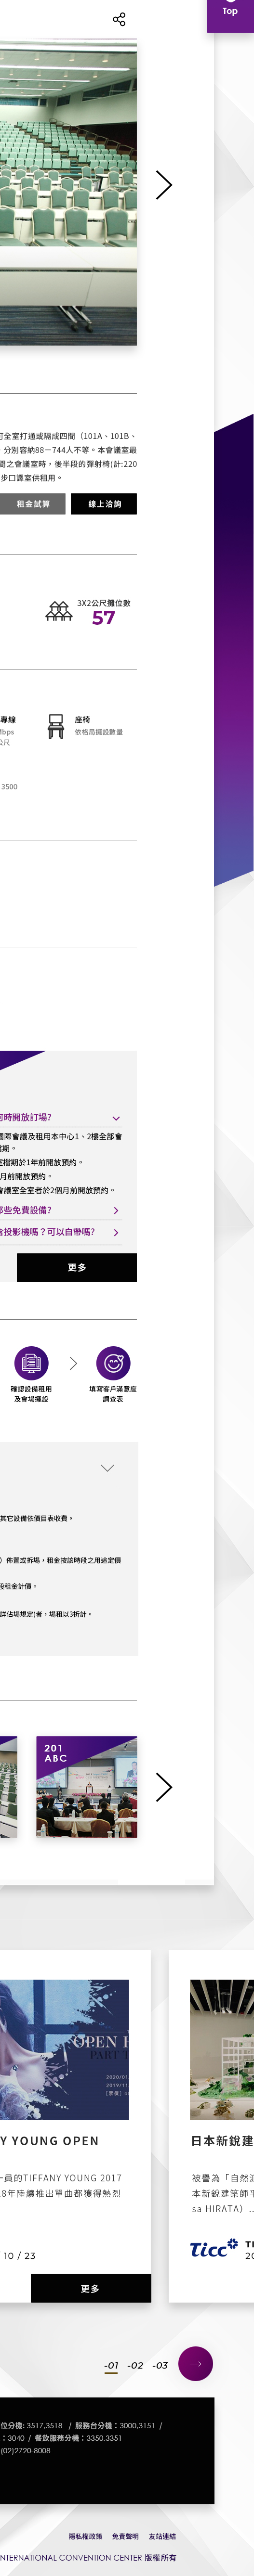 Top
可全室打通或隔成四間（101A、101B、
分別容納88－744人不等。本會議室最
間之會議室時，後半段的彈射椅(計:220
步口譯室供租用。
租金試算
線上洽詢
3X2公尺攤位數
57
專線
Mbps
公尺
座椅
依格局擺設數量
3500
何時開放訂場?
國際會議及租用本中心1、2樓全部會
檔期。
室檔期於1年前開放預約。
月前開放預約。
會議室全室者於2個月前開放預約。
那些免費設備?
含投影機嗎？可以自帶嗎?
更多
確認設備租用
及會場擺設
填寫客戶滿意度
調查表
其它設備依價目表收費。
）佈置或拆場，租金按該時段之用途定價
段租金計價。
詳佔場規定)者，場租以3折計。
201
ABC
OPEN
Y YOUNG OPEN
一員的TIFFANY YOUNG 2017
8年陸續推出單曲都獲得熱烈
10 / 23
更多
日本新銳建
被譽為「自然派
本新銳建築師平
sa HIRATA）...
Ticc
TI
20
-01 -02 -03
位分機: 3517,3518 / 服務台分機：3000,3151 /
：3040 / 餐飲服務分機：3350,3351
(02)2720-8008
隱私權政策 免責聲明 友站連結
NTERNATIONAL CONVENTION CENTER 版權所有